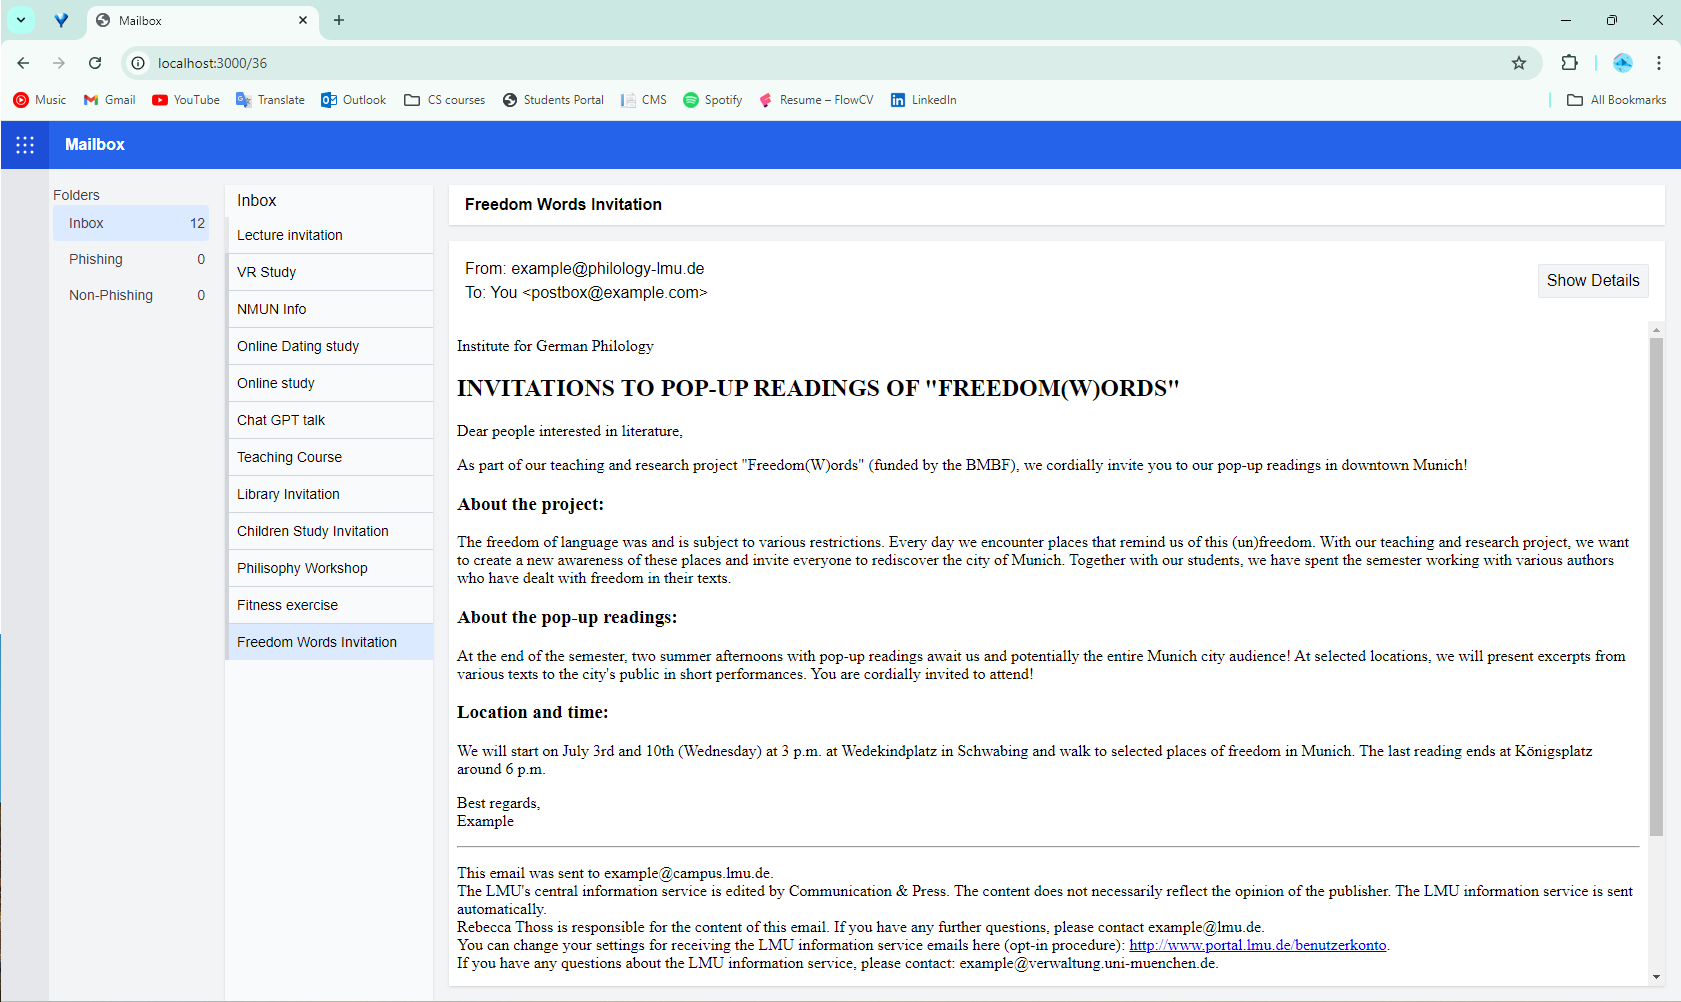 Mailbox
localhost:3000/36
Music Gmail YouTube Translate Outlook CS courses Students Portal CMS Spotify Resume – FlowCV LinkedIn All Bookmarks
Mailbox
Folders
Inbox 12
Phishing 0
Non-Phishing 0
Inbox
Lecture invitation
VR Study
NMUN Info
Online Dating study
Online study
Chat GPT talk
Teaching Course
Library Invitation
Children Study Invitation
Philisophy Workshop
Fitness exercise
Freedom Words Invitation
Freedom Words Invitation
From: example@philology-lmu.de
To: You <postbox@example.com>
Show Details
Institute for German Philology
INVITATIONS TO POP-UP READINGS OF "FREEDOM(W)ORDS"
Dear people interested in literature,
As part of our teaching and research project "Freedom(W)ords" (funded by the BMBF), we cordially invite you to our pop-up readings in downtown Munich!
About the project:
The freedom of language was and is subject to various restrictions. Every day we encounter places that remind us of this (un)freedom. With our teaching and research project, we want
to create a new awareness of these places and invite everyone to rediscover the city of Munich. Together with our students, we have spent the semester working with various authors
who have dealt with freedom in their texts.
About the pop-up readings:
At the end of the semester, two summer afternoons with pop-up readings await us and potentially the entire Munich city audience! At selected locations, we will present excerpts from
various texts to the city's public in short performances. You are cordially invited to attend!
Location and time:
We will start on July 3rd and 10th (Wednesday) at 3 p.m. at Wedekindplatz in Schwabing and walk to selected places of freedom in Munich. The last reading ends at Königsplatz
around 6 p.m.
Best regards,
Example
This email was sent to example@campus.lmu.de.
The LMU's central information service is edited by Communication & Press. The content does not necessarily reflect the opinion of the publisher. The LMU information service is sent
automatically.
Rebecca Thoss is responsible for the content of this email. If you have any further questions, please contact example@lmu.de.
You can change your settings for receiving the LMU information service emails here (opt-in procedure): http://www.portal.lmu.de/benutzerkonto.
If you have any questions about the LMU information service, please contact: example@verwaltung.uni-muenchen.de.